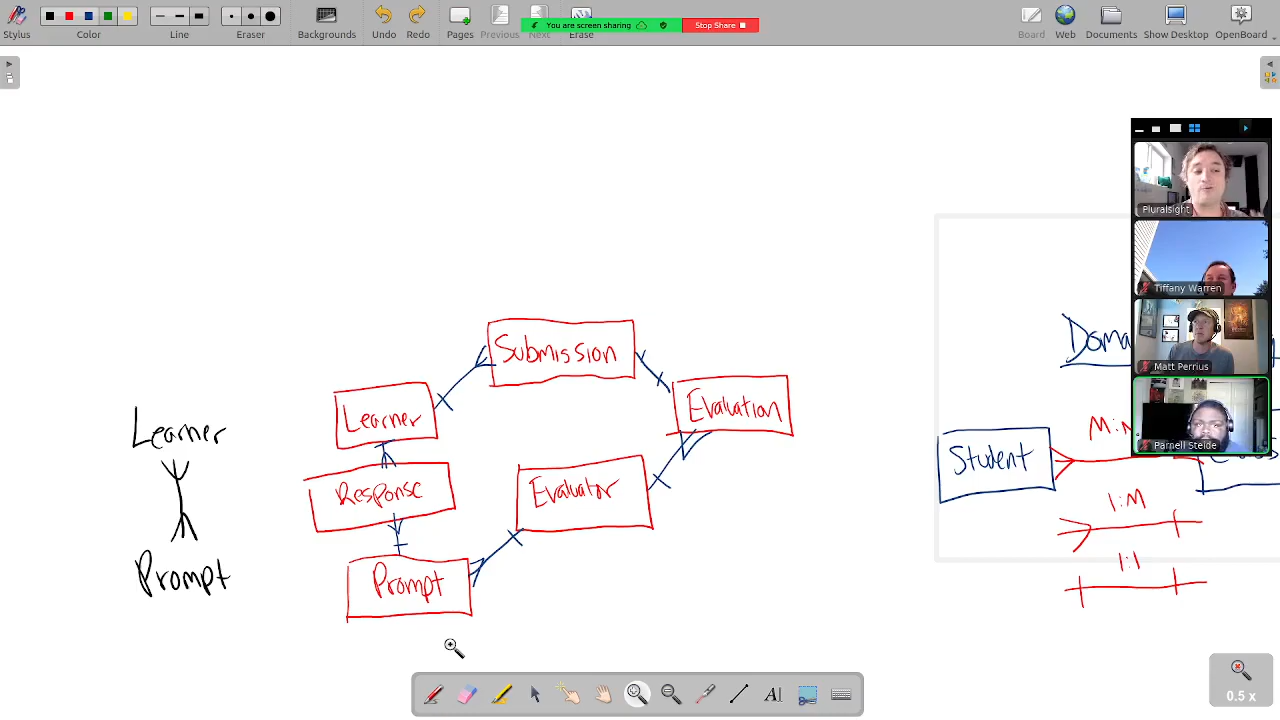 Stylus
Color
Line
Eraser
Backgrounds
Undo
Redo
Pages
Previous
Next
Erase
You are screen sharing
Stop Share
Board
Web
Documents
Show Desktop
OpenBoard
Pluralsight
Tiffany Warren
Matt Perrius
Parnell Steide
Submission
Learner
Evaluation
Response
Evaluator
Prompt
Learner
Prompt
Student
M:M
1:M
1:1
0.5 x